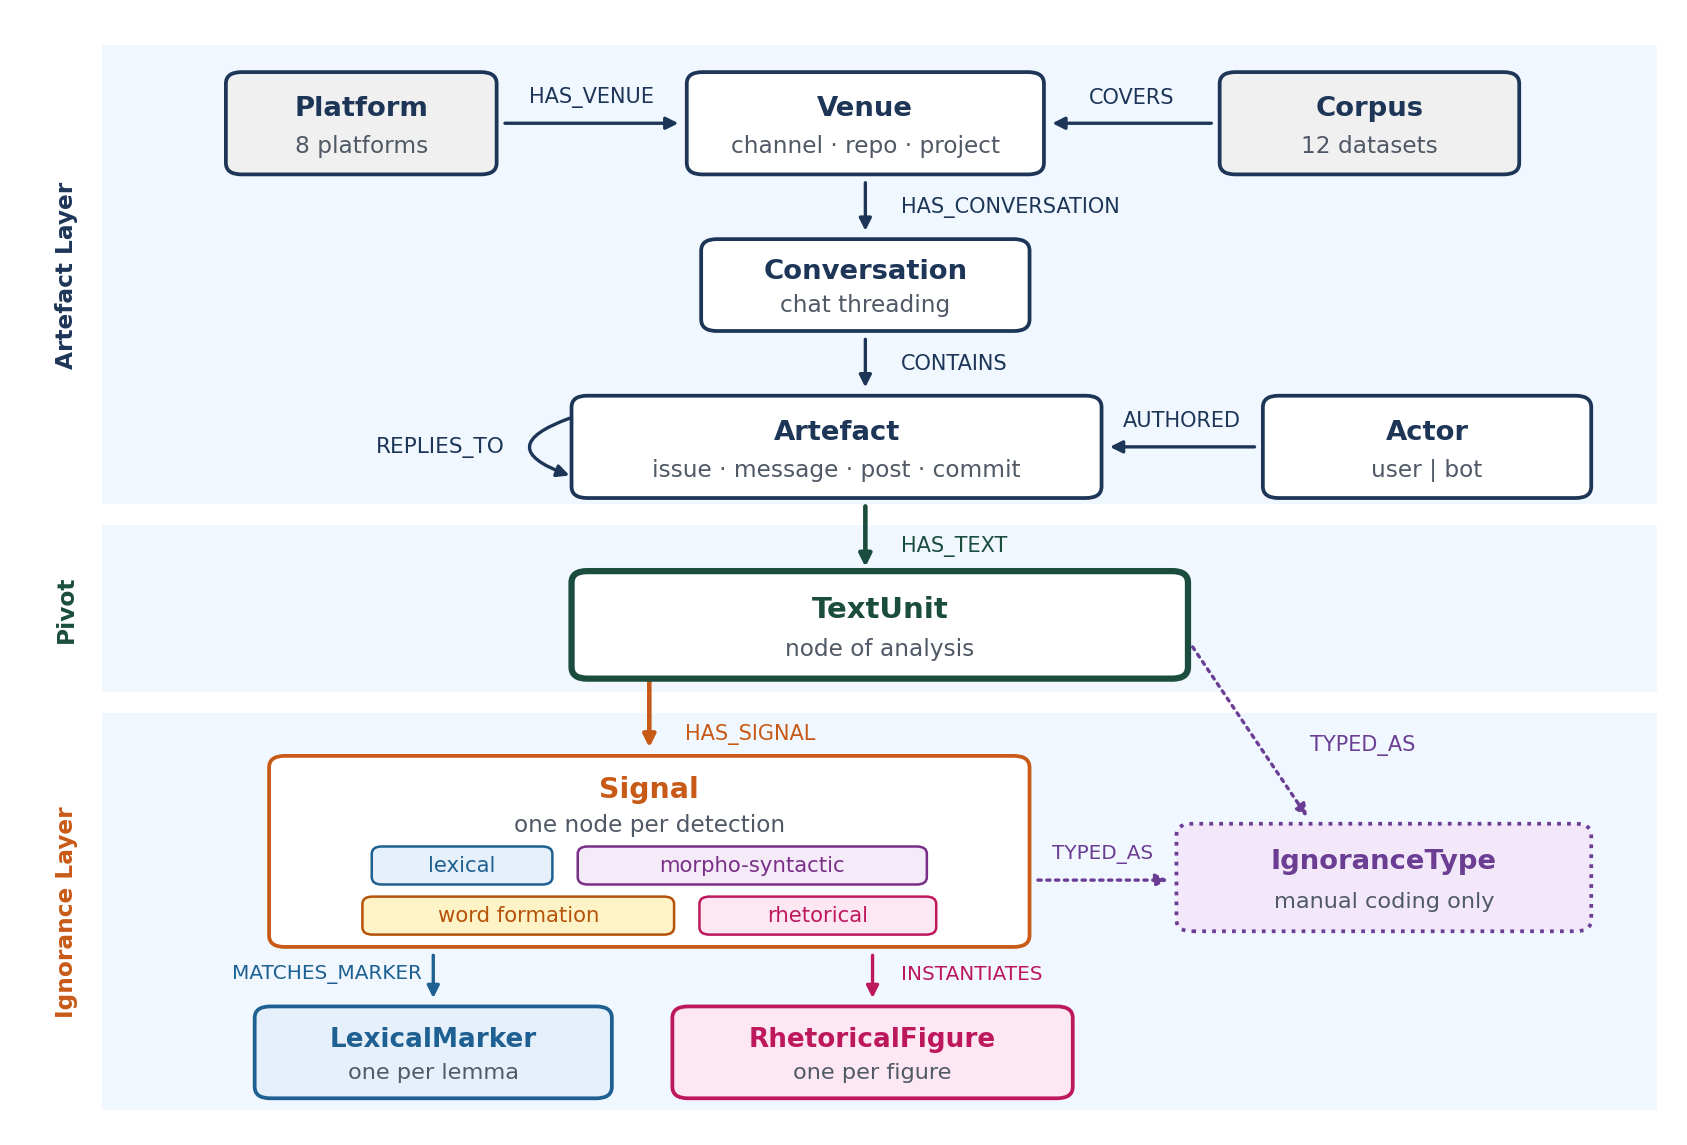 Artefact Layer
Platform
8 platforms
HAS_VENUE
Venue
channel · repo · project
COVERS
Corpus
12 datasets
HAS_CONVERSATION
Conversation
chat threading
CONTAINS
REPLIES_TO
Artefact
issue · message · post · commit
AUTHORED
Actor
user | bot
Pivot
HAS_TEXT
TextUnit
node of analysis
Ignorance Layer
HAS_SIGNAL
TYPED_AS
Signal
one node per detection
lexical
morpho-syntactic
word formation
rhetorical
TYPED_AS
IgnoranceType
manual coding only
MATCHES_MARKER
INSTANTIATES
LexicalMarker
one per lemma
RhetoricalFigure
one per figure